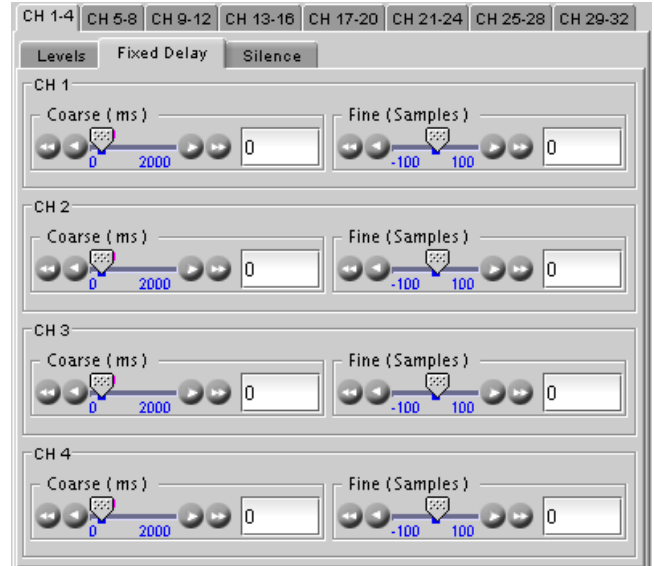 CH 1-4 CH 5-8 CH 9-12 CH 13-16 CH 17-20 CH 21-24 CH 25-28 CH 29-32
Levels Fixed Delay Silence
CH 1
Coarse (ms) Fine (Samples)
0 0
0 2000 -100 100
CH 2
Coarse (ms) Fine (Samples)
0 0
0 2000 -100 100
CH 3
Coarse (ms) Fine (Samples)
0 0
0 2000 -100 100
CH 4
Coarse (ms) Fine (Samples)
0 0
0 2000 -100 100